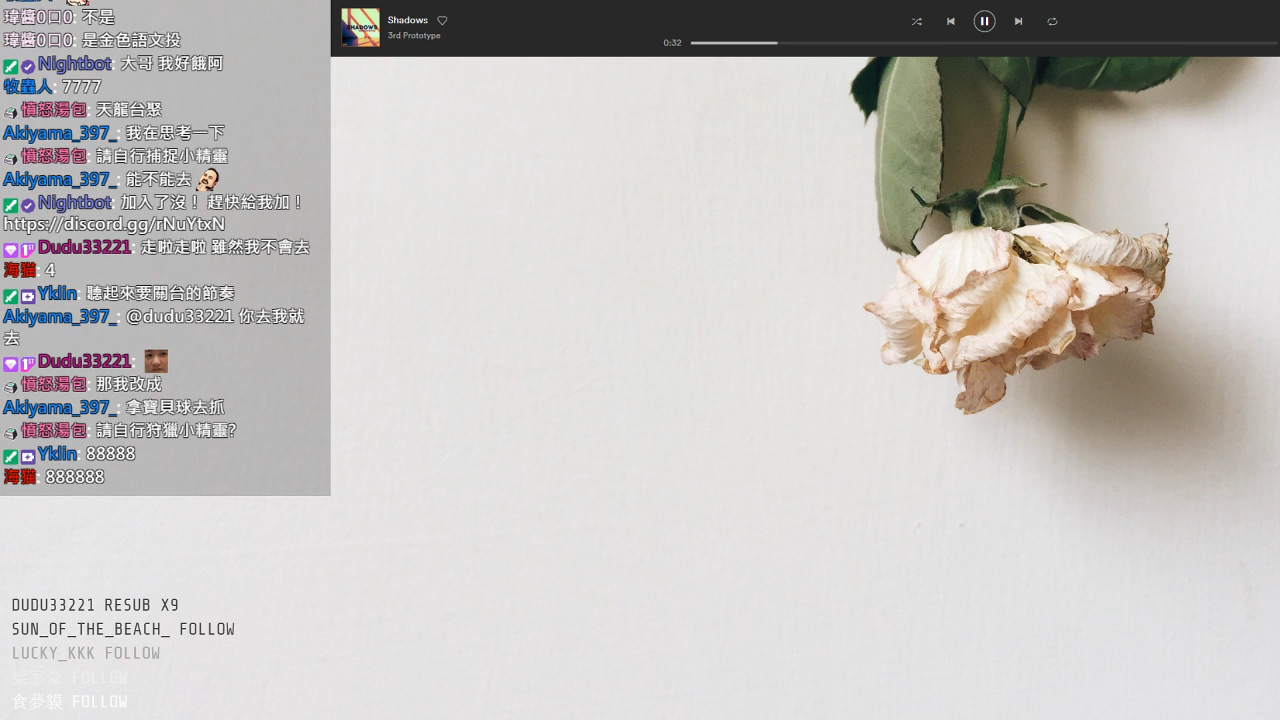 瑋醬0口0: 不是
瑋醬0口0: 是金色語文投
Nightbot: 大哥 我好餓阿
牧蟲人: 7777
憤怒湯包: 天龍台聚
Akiyama_397_: 我在思考一下
憤怒湯包: 請自行捕捉小精靈
Akiyama_397_: 能不能去
Nightbot: 加入了沒！ 趕快給我加！
https://discord.gg/rNuYtxN
Dudu33221: 走啦走啦 雖然我不會去
海貓: 4
Yklin: 聽起來要關台的節奏
Akiyama_397_: @dudu33221 你去我就
去
Dudu33221:
憤怒湯包: 那我改成
Akiyama_397_: 拿寶貝球去抓
憤怒湯包: 請自行狩獵小精靈?
Yklin: 88888
海貓: 888888
SHADOWS
Shadows
3rd Prototype
0:32
DUDU33221 RESUB X9
SUN_OF_THE_BEACH_ FOLLOW
LUCKY_KKK FOLLOW
FOLLOW
食夢貘 FOLLOW